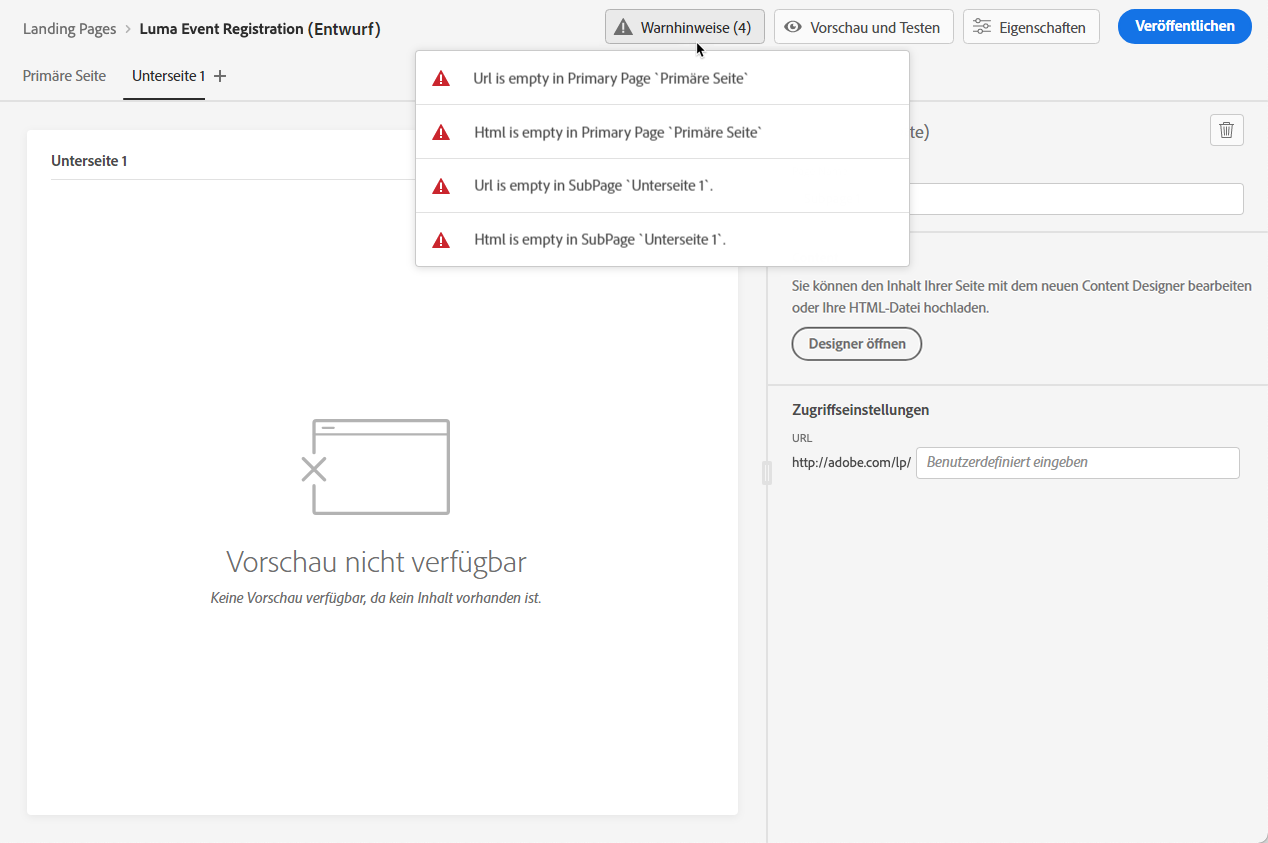 Landing Pages › Luma Event Registration (Entwurf)
Warnhinweise (4)
Vorschau und Testen
Eigenschaften
Veröffentlichen
Primäre Seite
Unterseite 1
Url is empty in Primary Page `Primäre Seite`
Html is empty in Primary Page `Primäre Seite`
Url is empty in SubPage `Unterseite 1`.
Html is empty in SubPage `Unterseite 1`.
Unterseite 1
Vorschau nicht verfügbar
Keine Vorschau verfügbar, da kein Inhalt vorhanden ist.
te)
Sie können den Inhalt Ihrer Seite mit dem neuen Content Designer bearbeiten
oder Ihre HTML-Datei hochladen.
Designer öffnen
Zugriffseinstellungen
URL
http://adobe.com/lp/ Benutzerdefiniert eingeben